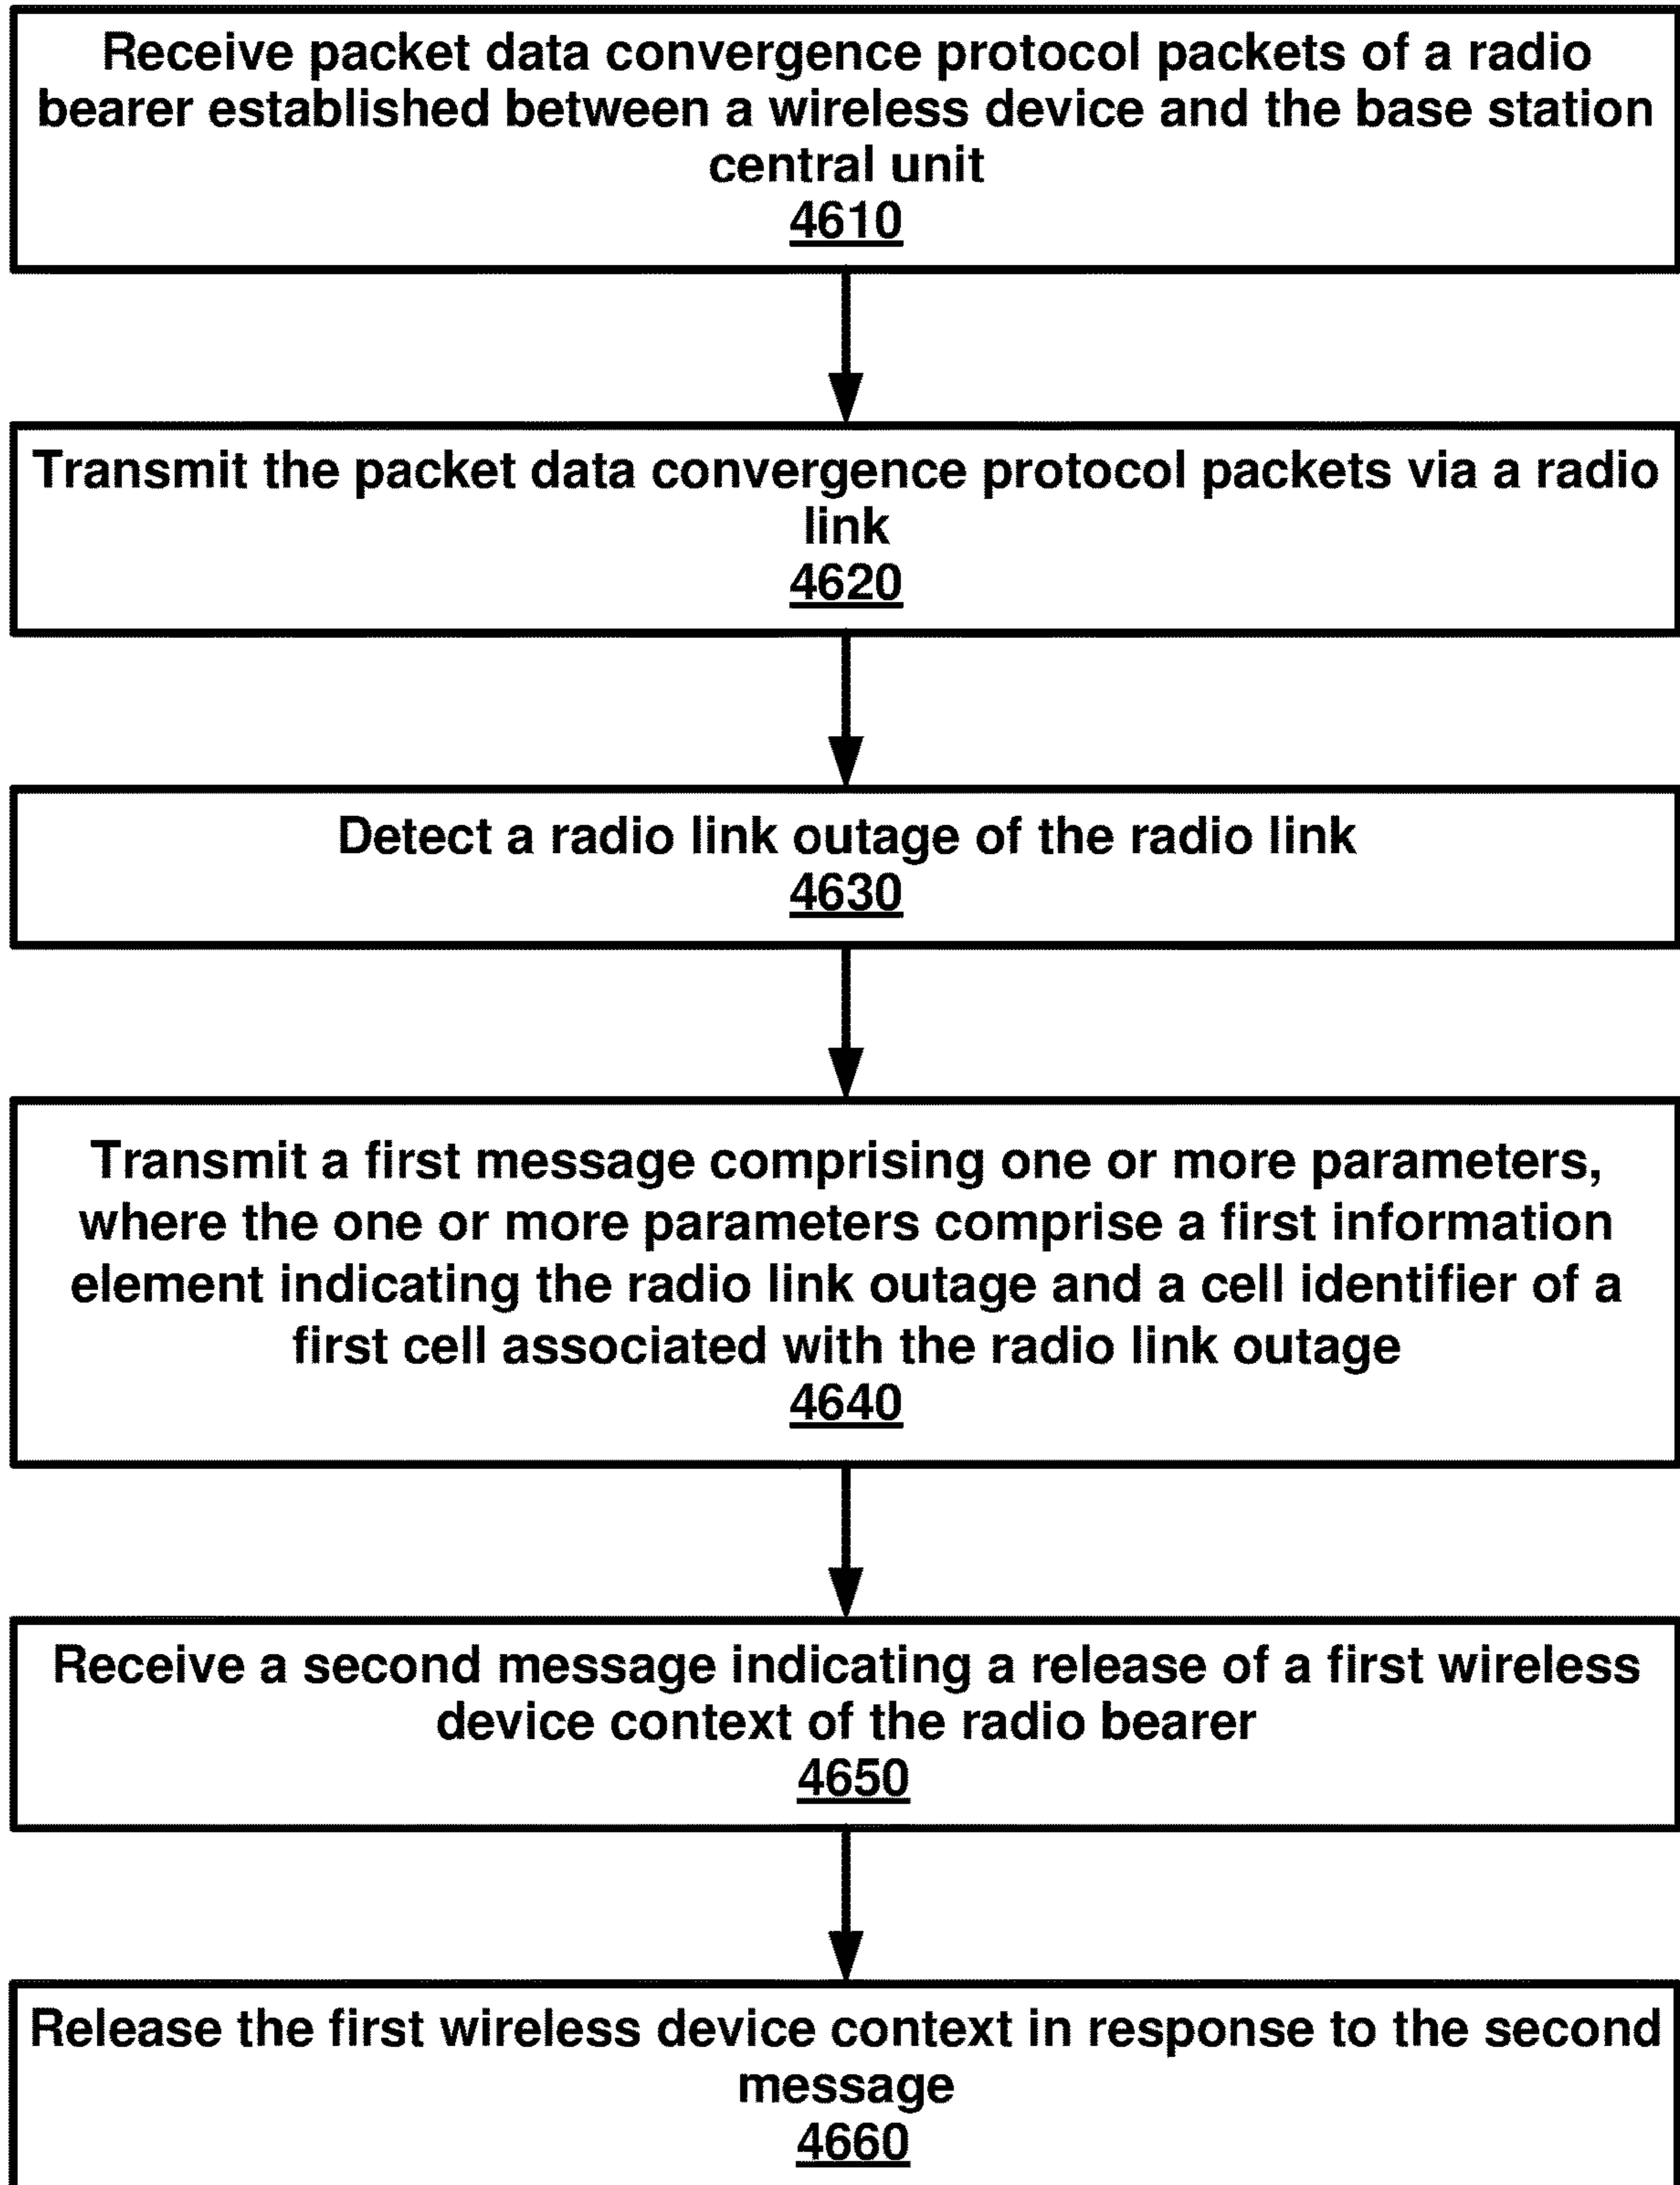 Receive packet data convergence protocol packets of a radio
bearer established between a wireless device and the base station
central unit
4610
Transmit the packet data convergence protocol packets via a radio
link
4620
Detect a radio link outage of the radio link
4630
Transmit a first message comprising one or more parameters,
where the one or more parameters comprise a first information
element indicating the radio link outage and a cell identifier of a
first cell associated with the radio link outage
4640
Receive a second message indicating a release of a first wireless
device context of the radio bearer
4650
Release the first wireless device context in response to the second
message
4660